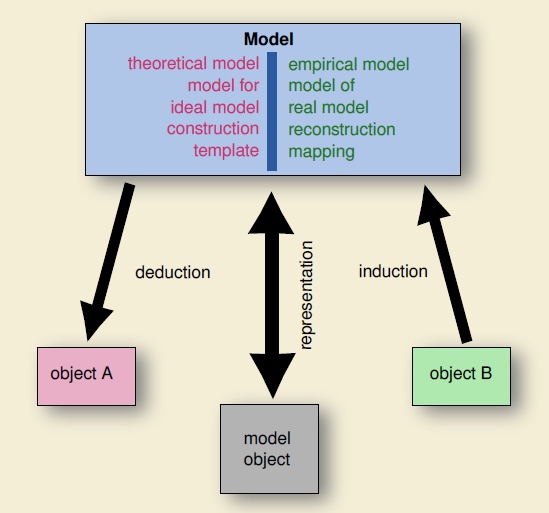 Model
theoretical model
model for
ideal model
construction
template
empirical model
model of
real model
reconstruction
mapping
deduction
representation
induction
object A
model
object
object B